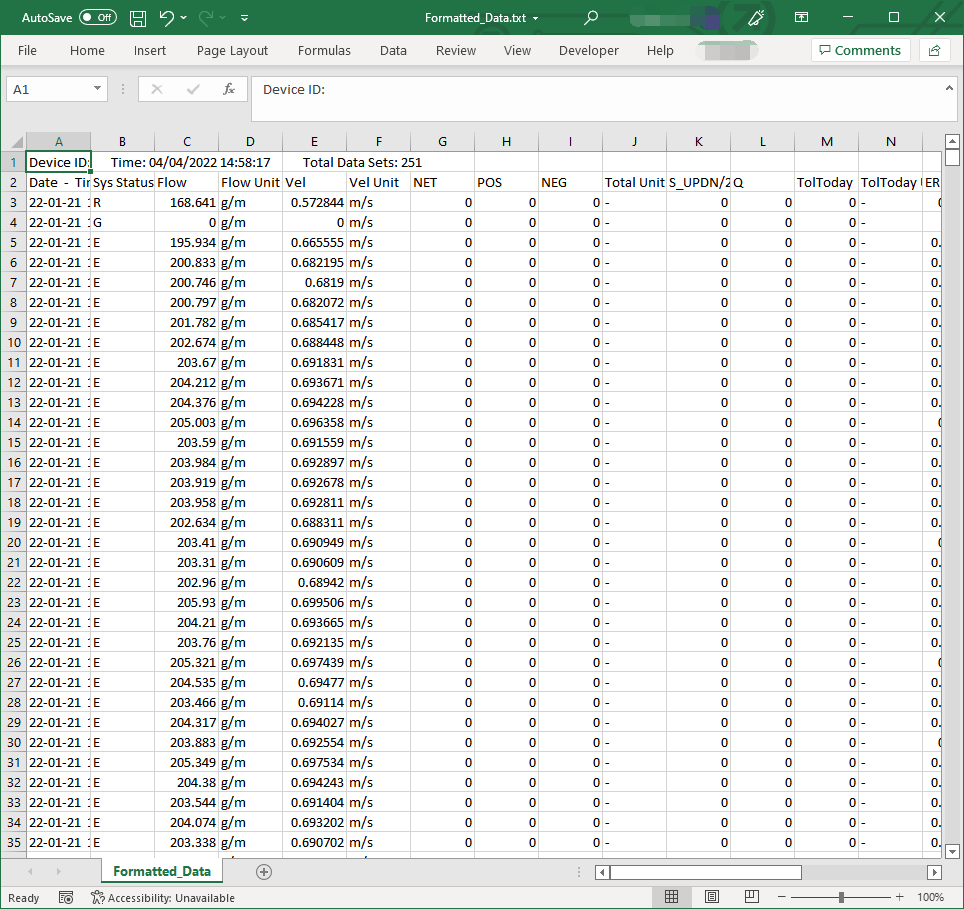 AutoSave Off Formatted_Data.txt
File Home Insert Page Layout Formulas Data Review View Developer Help Comments
A1 fx Device ID:
A B C D E F G H I J K L M N
1 Device ID: Time: 04/04/2022 14:58:17 Total Data Sets: 251
2 Date - Tir Sys Status Flow Flow Unit Vel Vel Unit NET POS NEG Total Unit S_UPDN/2 Q TolToday TolToday ER
3 22-01-21 R 168.641 g/m 0.572844 m/s 0 0 0 - 0 0 0 -
4 22-01-21 G 0 g/m 0 m/s 0 0 0 - 0 0 0 -
5 22-01-21 E 195.934 g/m 0.665555 m/s 0 0 0 - 0 0 0 - 0.
6 22-01-21 E 200.833 g/m 0.682195 m/s 0 0 0 - 0 0 0 - 0.
7 22-01-21 E 200.746 g/m 0.6819 m/s 0 0 0 - 0 0 0 - 0.
8 22-01-21 E 200.797 g/m 0.682072 m/s 0 0 0 - 0 0 0 - 0.
9 22-01-21 E 201.782 g/m 0.685417 m/s 0 0 0 - 0 0 0 - 0.
10 22-01-21 E 202.674 g/m 0.688448 m/s 0 0 0 - 0 0 0 - 0.
11 22-01-21 E 203.67 g/m 0.691831 m/s 0 0 0 - 0 0 0 - 0.
12 22-01-21 E 204.212 g/m 0.693671 m/s 0 0 0 - 0 0 0 - 0.
13 22-01-21 E 204.376 g/m 0.694228 m/s 0 0 0 - 0 0 0 - 0.
14 22-01-21 E 205.003 g/m 0.696358 m/s 0 0 0 - 0 0 0 -
15 22-01-21 E 203.59 g/m 0.691559 m/s 0 0 0 - 0 0 0 - 0.
16 22-01-21 E 203.984 g/m 0.692897 m/s 0 0 0 - 0 0 0 - 0.
17 22-01-21 E 203.919 g/m 0.692678 m/s 0 0 0 - 0 0 0 - 0.
18 22-01-21 E 203.958 g/m 0.692811 m/s 0 0 0 - 0 0 0 - 0.
19 22-01-21 E 202.634 g/m 0.688311 m/s 0 0 0 - 0 0 0 - 0.
20 22-01-21 E 203.41 g/m 0.690949 m/s 0 0 0 - 0 0 0 -
21 22-01-21 E 203.31 g/m 0.690609 m/s 0 0 0 - 0 0 0 - 0.
22 22-01-21 E 202.96 g/m 0.68942 m/s 0 0 0 - 0 0 0 - 0.
23 22-01-21 E 205.93 g/m 0.699506 m/s 0 0 0 - 0 0 0 - 0.
24 22-01-21 E 204.21 g/m 0.693665 m/s 0 0 0 - 0 0 0 - 0.
25 22-01-21 E 203.76 g/m 0.692135 m/s 0 0 0 - 0 0 0 - 0.
26 22-01-21 E 205.321 g/m 0.697439 m/s 0 0 0 - 0 0 0 -
27 22-01-21 E 204.535 g/m 0.69477 m/s 0 0 0 - 0 0 0 - 0.
28 22-01-21 E 203.466 g/m 0.69114 m/s 0 0 0 - 0 0 0 - 0.
29 22-01-21 E 204.317 g/m 0.694027 m/s 0 0 0 - 0 0 0 - 0.
30 22-01-21 E 203.883 g/m 0.692554 m/s 0 0 0 - 0 0 0 -
31 22-01-21 E 205.349 g/m 0.697534 m/s 0 0 0 - 0 0 0 - 0.
32 22-01-21 E 204.38 g/m 0.694243 m/s 0 0 0 - 0 0 0 - 0.
33 22-01-21 E 203.544 g/m 0.691404 m/s 0 0 0 - 0 0 0 - 0.
34 22-01-21 E 204.074 g/m 0.693202 m/s 0 0 0 - 0 0 0 - 0.
35 22-01-21 E 203.338 g/m 0.690702 m/s 0 0 0 - 0 0 0 - 0.
Formatted_Data
Ready Accessibility: Unavailable 100%